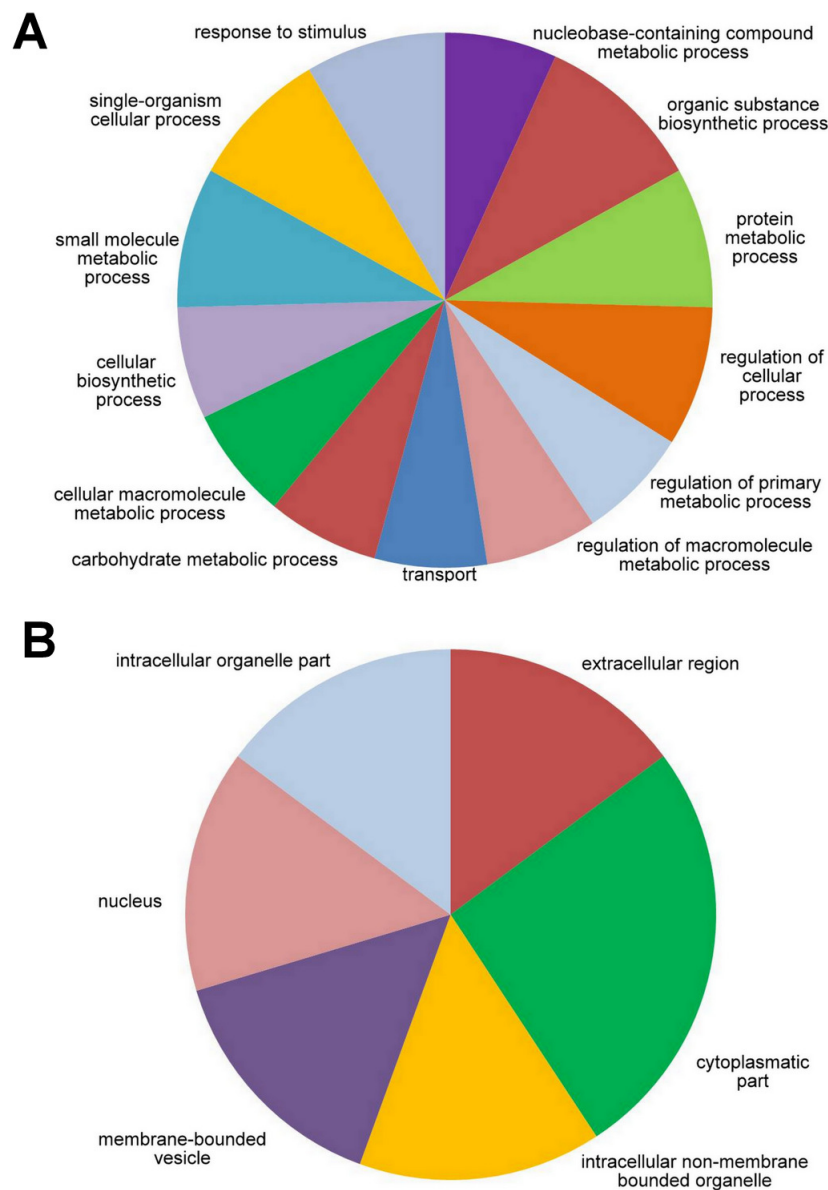 A
response to stimulus
nucleobase-containing compound
metabolic process
single-organism
cellular process
organic substance
biosynthetic process
small molecule
metabolic
process
protein
metabolic
process
cellular
biosynthetic
process
regulation of
cellular
process
cellular macromolecule
metabolic process
regulation of primary
metabolic process
carbohydrate metabolic process
transport
regulation of macromolecule
metabolic process
B
intracellular organelle part
extracellular region
nucleus
cytoplasmatic
part
membrane-bounded
vesicle
intracellular non-membrane
bounded organelle